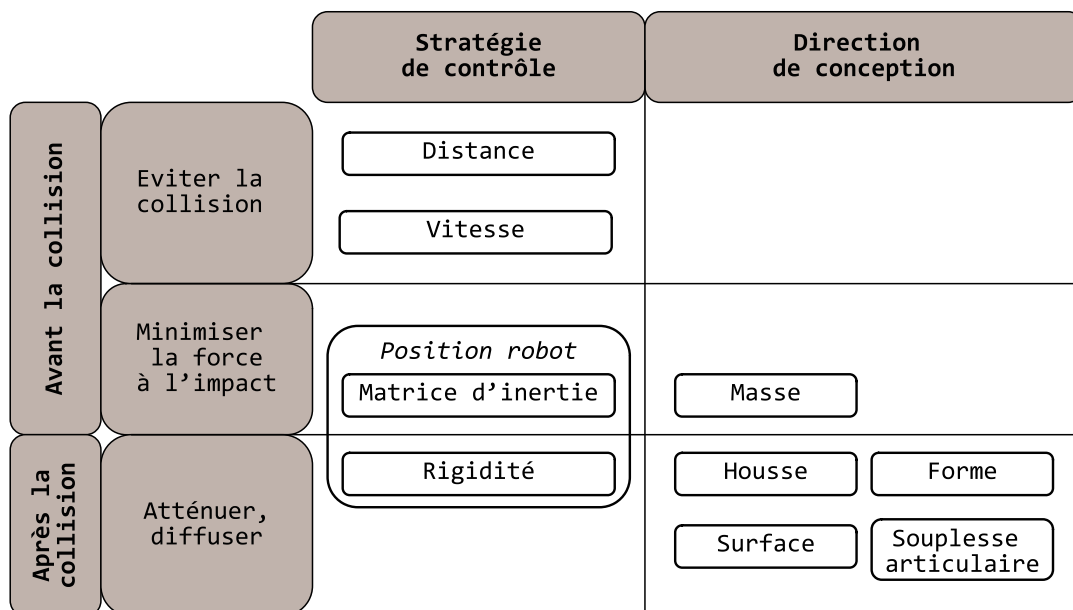 Stratégie
de contrôle
Direction
de conception
Avant la collision
Eviter la
collision
Distance
Vitesse
Minimiser
la force
à l’impact
Position robot
Matrice d’inertie
Masse
Après la
collision
Atténuer,
diffuser
Rigidité
Housse
Forme
Surface
Souplesse
articulaire